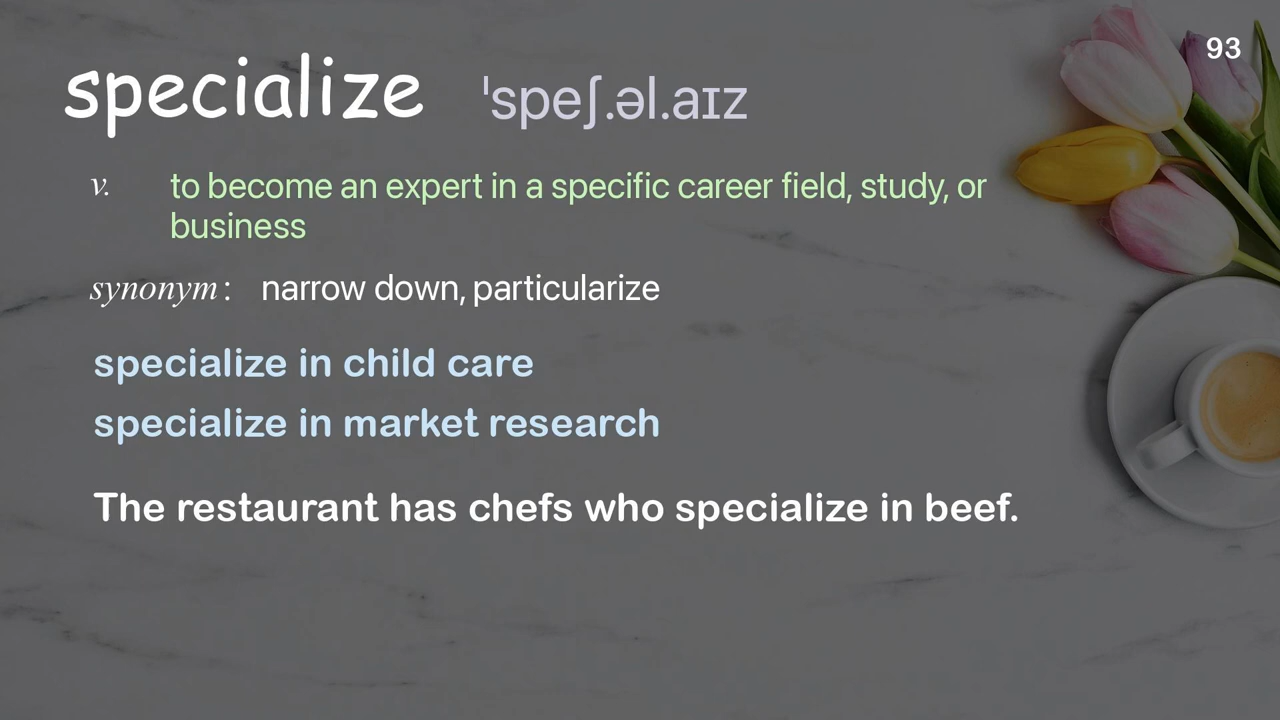 93
specialize ˈspeʃ.əl.aɪz
v. to become an expert in a specific career field, study, or
business
synonym : narrow down, particularize
specialize in child care
specialize in market research
The restaurant has chefs who specialize in beef.